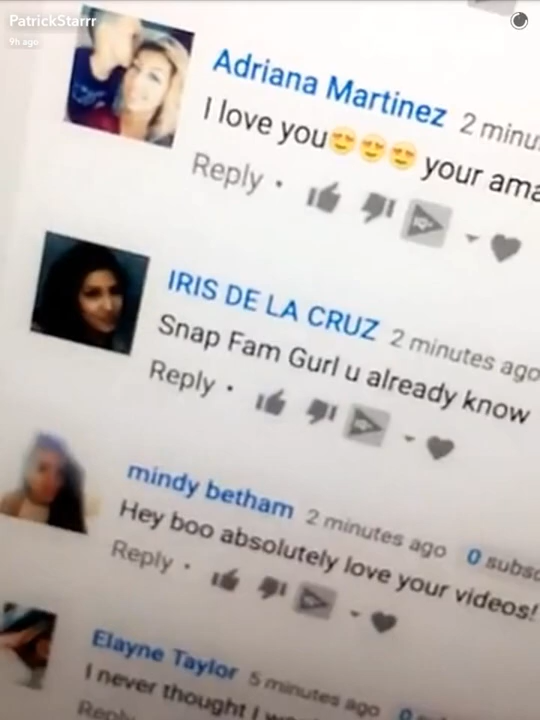 PatrickStarrr
9h ago
Adriana Martinez 2 minu
I love you😍😍😍 your ama
Reply •
IRIS DE LA CRUZ 2 minutes ago
Snap Fam Gurl u already know
Reply •
mindy betham 2 minutes ago 0 subsc
Hey boo absolutely love your videos!
Reply •
Elayne Taylor 5 minutes ago 0
I never thought I w
Reply